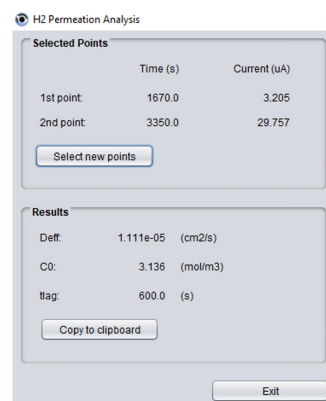 H2 Permeation Analysis
Selected Points
Time (s) Current (uA)
1st point: 1670.0 3.205
2nd point: 3350.0 29.757
Select new points
Results
Deff: 1.111e-05 (cm2/s)
C0: 3.136 (mol/m3)
tlag: 600.0 (s)
Copy to clipboard
Exit